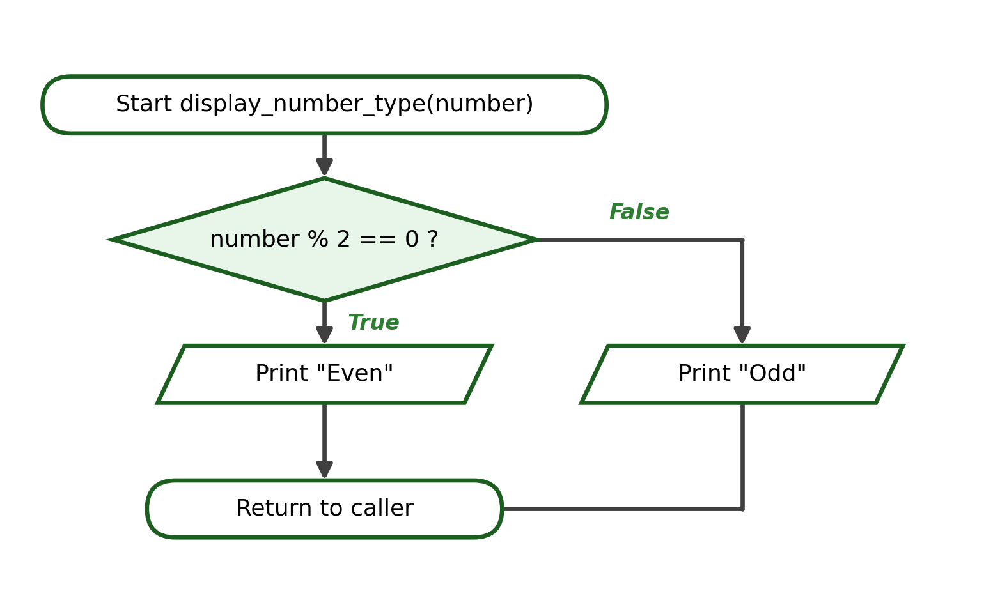 Start display_number_type(number)
number % 2 == 0 ?
False
True
Print "Even"
Print "Odd"
Return to caller